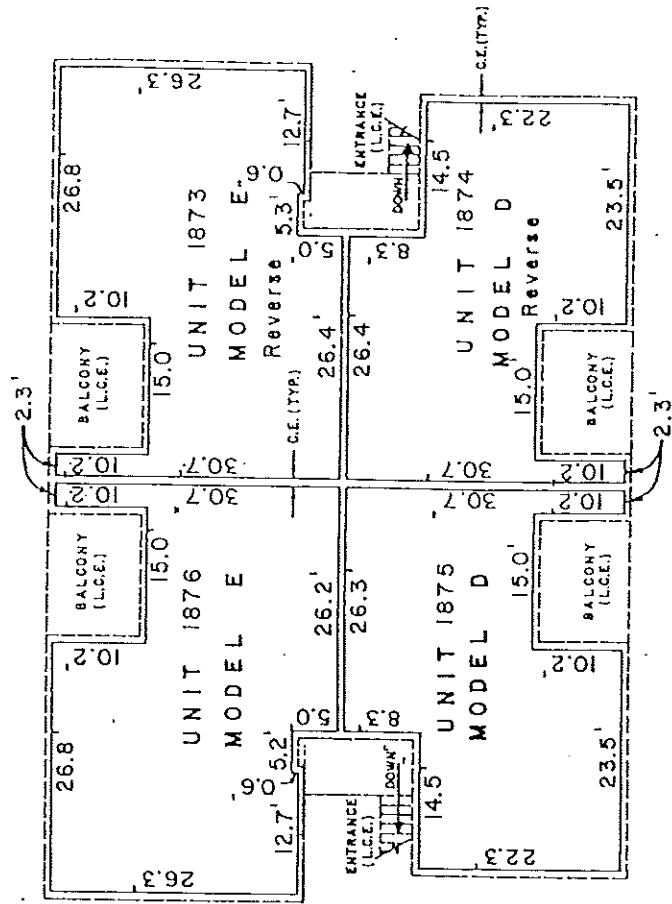 26.8
26.3'
12.7'
0.6'
5.3'
5.0'
26.4'
30.7'
10.2'
2.3'
15.0'
10.2'
BALCONY
(L.C.E.)
UNIT 1873
MODEL E
Reverse
C.E.(TYP.)
ENTRANCE
(L.C.E.)
DOWN
C.E.(TYP.)
26.4'
8.3'
14.5'
22.3'
23.5'
10.2'
15.0'
10.2'
30.7'
2.3'
BALCONY
(L.C.E.)
UNIT 1874
MODEL D
Reverse
26.8'
10.2'
15.0'
10.2'
30.7'
26.2'
5.0'
5.2'
0.6'
12.7'
26.3'
BALCONY
(L.C.E.)
UNIT 1876
MODEL E
ENTRANCE
(L.C.E.)
DOWN
26.3'
8.3'
14.5'
22.3'
23.5'
10.2'
15.0'
10.2'
30.7'
BALCONY
(L.C.E.)
UNIT 1875
MODEL D